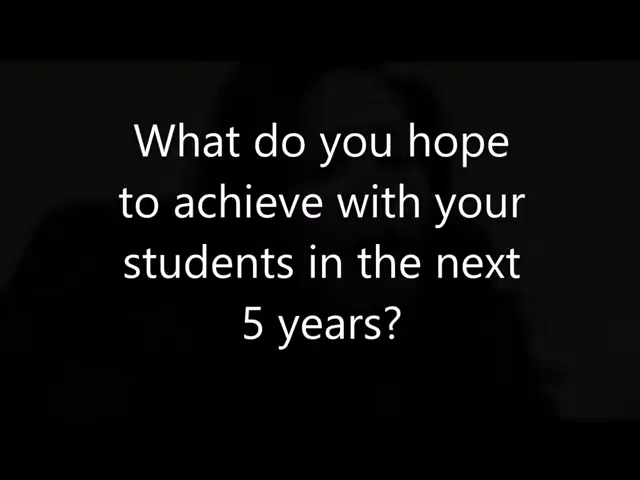 What do you hope
to achieve with your
students in the next
5 years?